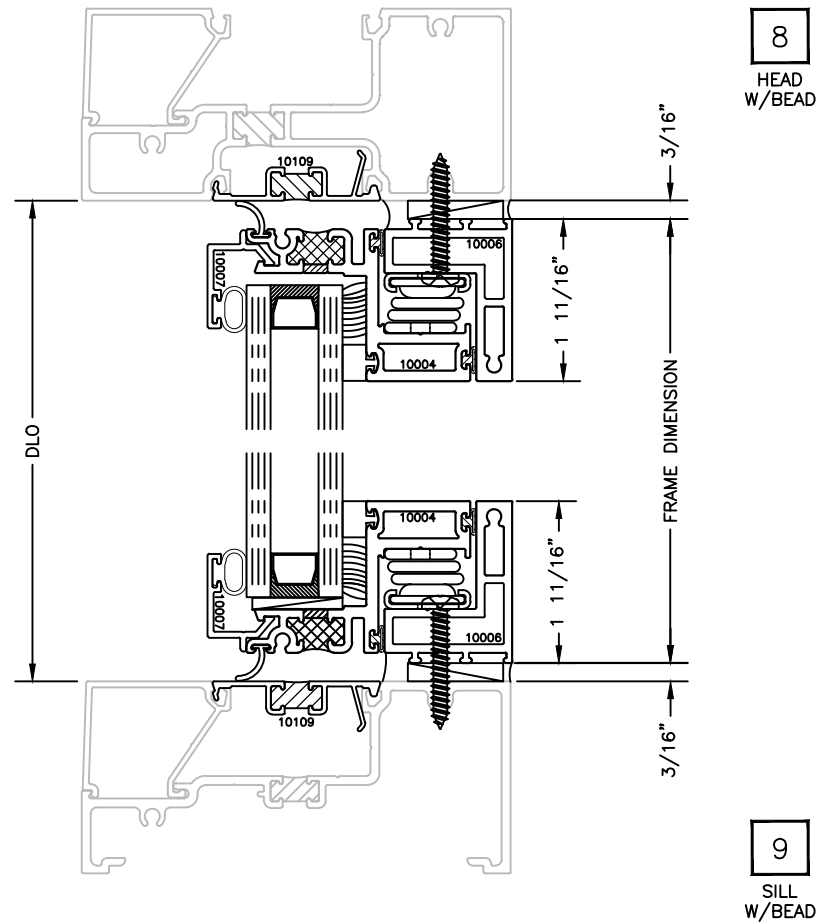 8
HEAD
W/BEAD
3/16"
10109
10007
10006
1 11/16"
10004
DLO
FRAME DIMENSION
10004
1 11/16"
10007
10006
10109
3/16"
9
SILL
W/BEAD